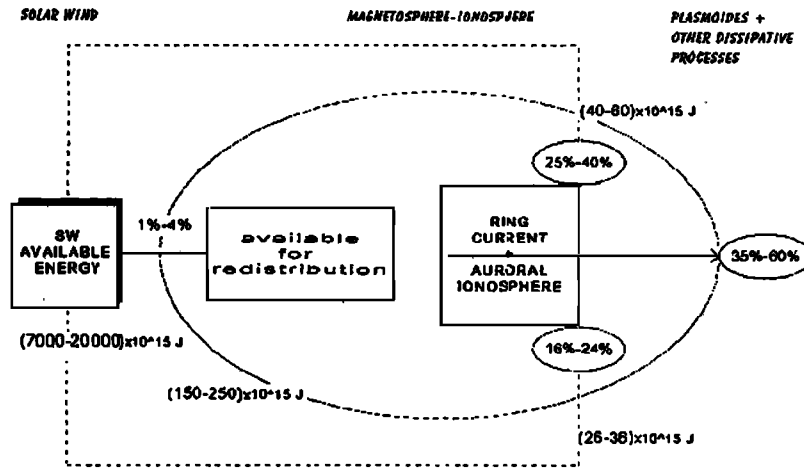 SOLAR WIND
MAGNETOSPHERE-IONOSPHERE
PLASMOIDES +
OTHER DISSIPATIVE
PROCESSES
(40-60)x10^15 J
25%-40%
1%-4%
SW
AVAILABLE
ENERGY
available
for
redistribution
RING
CURRENT
AURORAL
IONOSPHERE
35%-60%
(7000-20000)x10^15 J
16%-24%
(150-250)x10^15 J
(26-36)x10^15 J